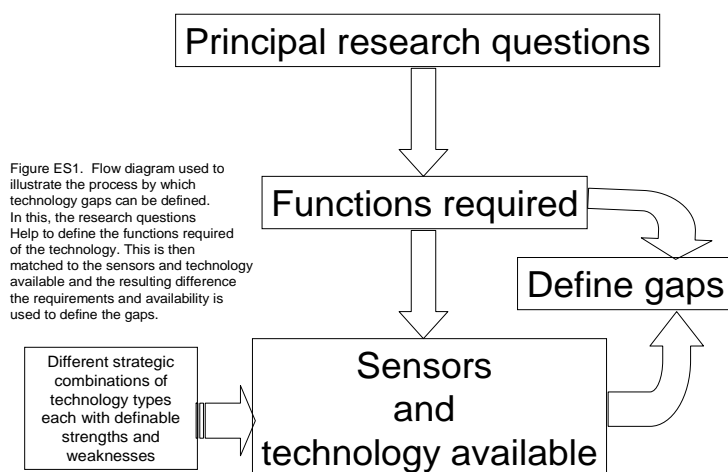 Principal research questions
Figure ES1.  Flow diagram used to
illustrate the process by which
technology gaps can be defined.
In this, the research questions
Help to define the functions required
of the technology. This is then
matched to the sensors and technology
available and the resulting difference
the requirements and availability is
used to define the gaps.
Functions required
Define gaps
Different strategic
combinations of
technology types
each with definable
strengths and
weaknesses
Sensors
and
technology available